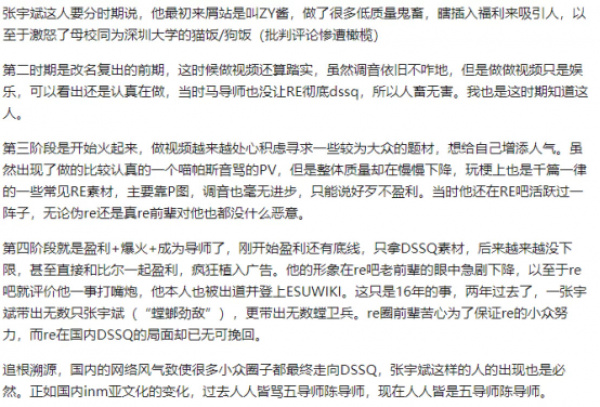 张宇斌这人要分时期说，他最初来屑站是叫ZY酱，做了很多低质量鬼畜，瞎插入福利来吸引人，以
至于激怒了母校同为深圳大学的猫饭/狗饭（批判评论惨遭橄榄）
第二时期是改名复出的前期，这时候做视频还算踏实，虽然调音依旧不咋地，但是做做视频只是娱
乐，可以看出还是认真在做，当时马导师也没让RE彻底dssq，所以人畜无害。我也是这时期知道这
人。
第三阶段是开始火起来，做视频越来越处心积虑寻求一些较为大众的题材，想给自己增添人气。虽
然出现了做的比较认真的一个喵帕斯音骂的PV，但是整体质量却在慢慢下降，玩梗上也是千篇一律
的一些常见RE素材，主要靠P图，调音也毫无进步，只能说好歹不盈利。当时他还在RE吧活跃过一
阵子，无论伪re还是真re前辈对他也都没什么恶意。
第四阶段就是盈利+爆火+成为导师了，刚开始盈利还有底线，只拿DSSQ素材，后来越来越没下
限，甚至直接和比尔一起盈利，疯狂植入广告。他的形象在re吧老前辈的眼中急剧下降，以至于re
吧就评价他一事打嘴炮，他本人也被出道并登上ESUWIKI。这只是16年的事，两年过去了，一张宇
斌带出无数只张宇斌（“螳螂劲敌”），更带出无数螳卫兵。re圈前辈苦心为了保证re的小众努
力，而re在国内DSSQ的局面却已无可挽回。
追根溯源，国内的网络风气致使很多小众圈子都最终走向DSSQ，张宇斌这样的人的出现也是必
然。正如国内inm亚文化的变化，过去人人皆骂五导师陈导师，现在人人皆是五导师陈导师。